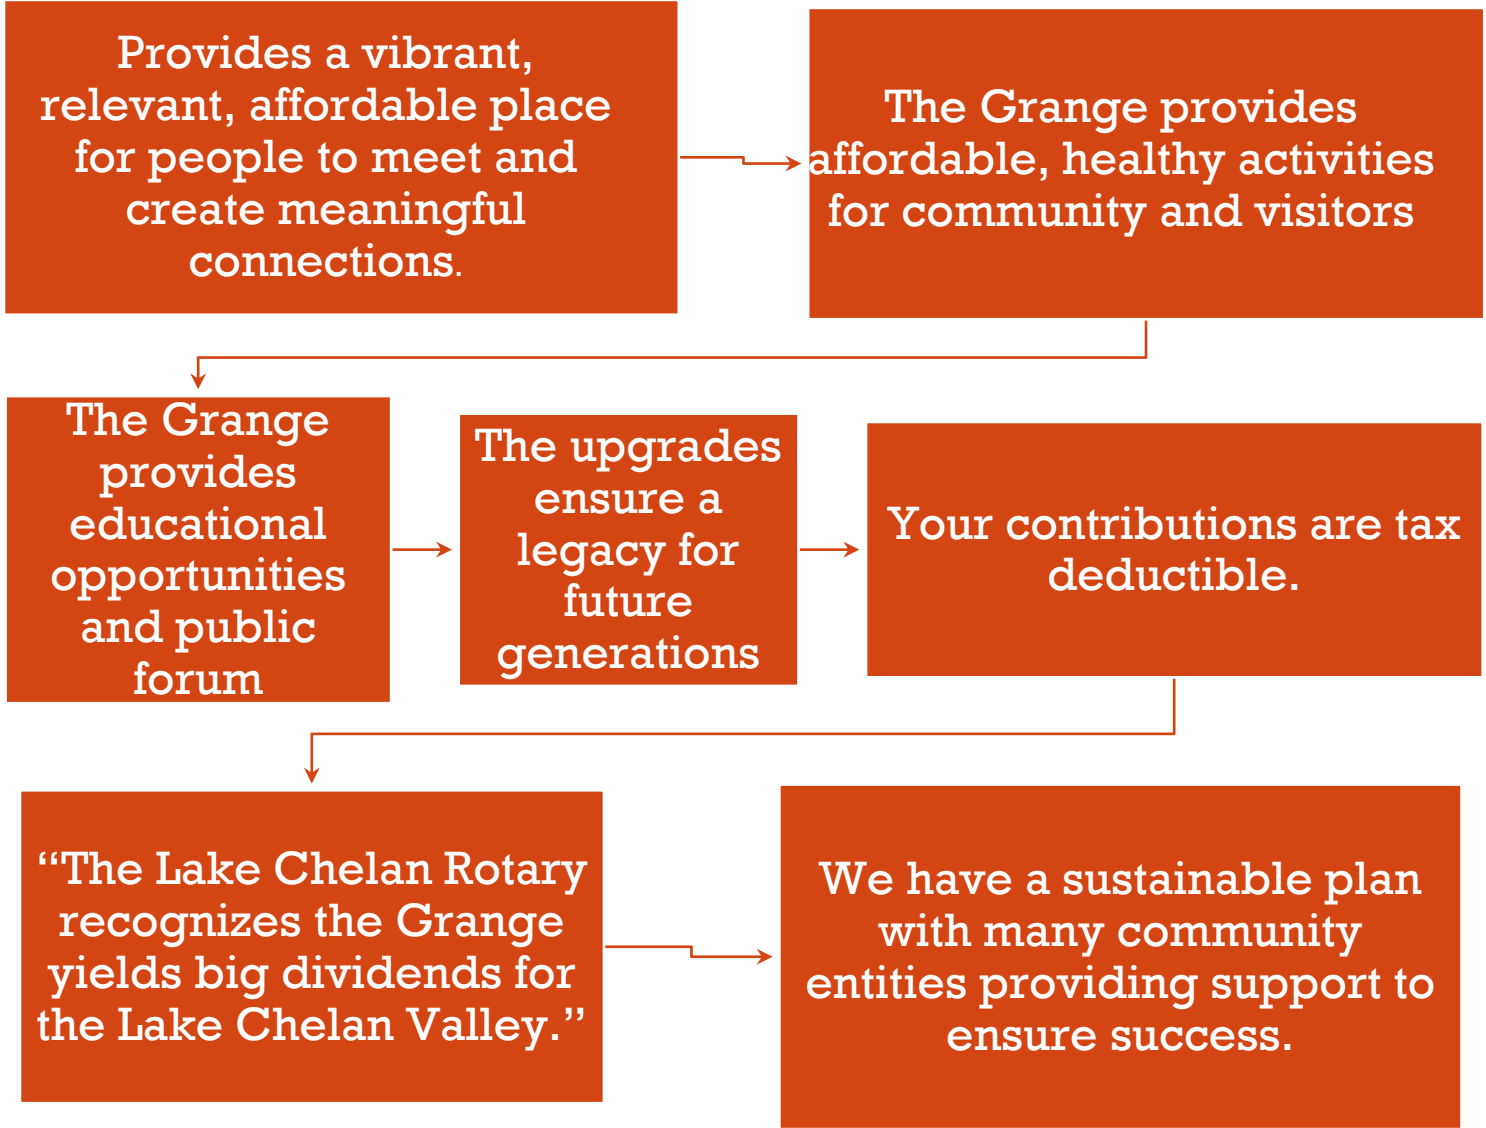 Provides a vibrant,
relevant, affordable place
for people to meet and
create meaningful
connections.
The Grange provides
affordable, healthy activities
for community and visitors
The Grange
provides
educational
opportunities
and public
forum
The upgrades
ensure a
legacy for
future
generations
Your contributions are tax
deductible.
“The Lake Chelan Rotary
recognizes the Grange
yields big dividends for
the Lake Chelan Valley.”
We have a sustainable plan
with many community
entities providing support to
ensure success.